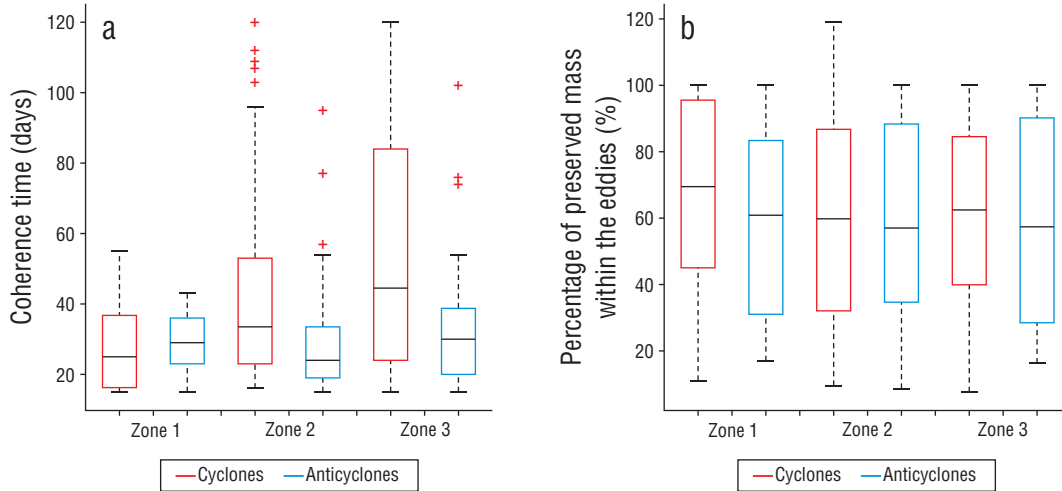 a
Coherence time (days)
120
100
80
60
40
20
Zone 1 Zone 2 Zone 3
Cyclones Anticyclones
b
Percentage of preserved mass
within the eddies (%)
120
100
80
60
40
20
Zone 1 Zone 2 Zone 3
Cyclones Anticyclones